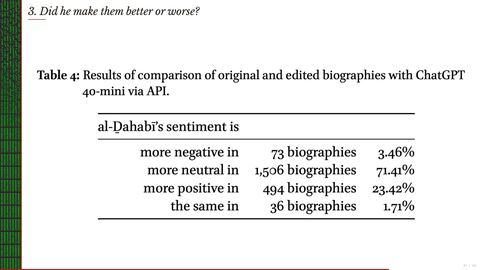 3. Did he make them better or worse?
Table 4: Results of comparison of original and edited biographies with ChatGPT
4o-mini via API.
al-Ḏahabī's sentiment is
more negative in 73 biographies 3.46%
more neutral in 1,506 biographies 71.41%
more positive in 494 biographies 23.42%
the same in 36 biographies 1.71%